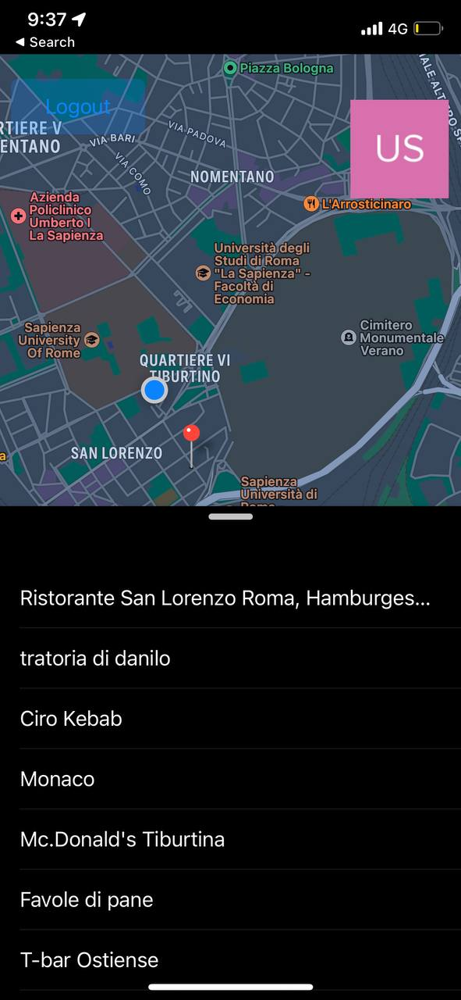 9:37
4G
◀ Search
Piazza Bologna
Logout
RTIERE V
ENTANO
VIA BARI
VIA PADOVA
VIA COMO
NOMENTANO
US
L'Arrosticinaro
Azienda
Policlinico
Umberto I
La Sapienza
Università degli
Studi di Roma
"La Sapienza" -
Facoltà di
Economia
Sapienza
University
Of Rome
Cimitero
Monumentale
Verano
QUARTIERE VI
TIBURTINO
SAN LORENZO
a
Sapienza
Università di
Roma
Ristorante San Lorenzo Roma, Hamburges...
tratoria di danilo
Ciro Kebab
Monaco
Mc.Donald's Tiburtina
Favole di pane
T-bar Ostiense